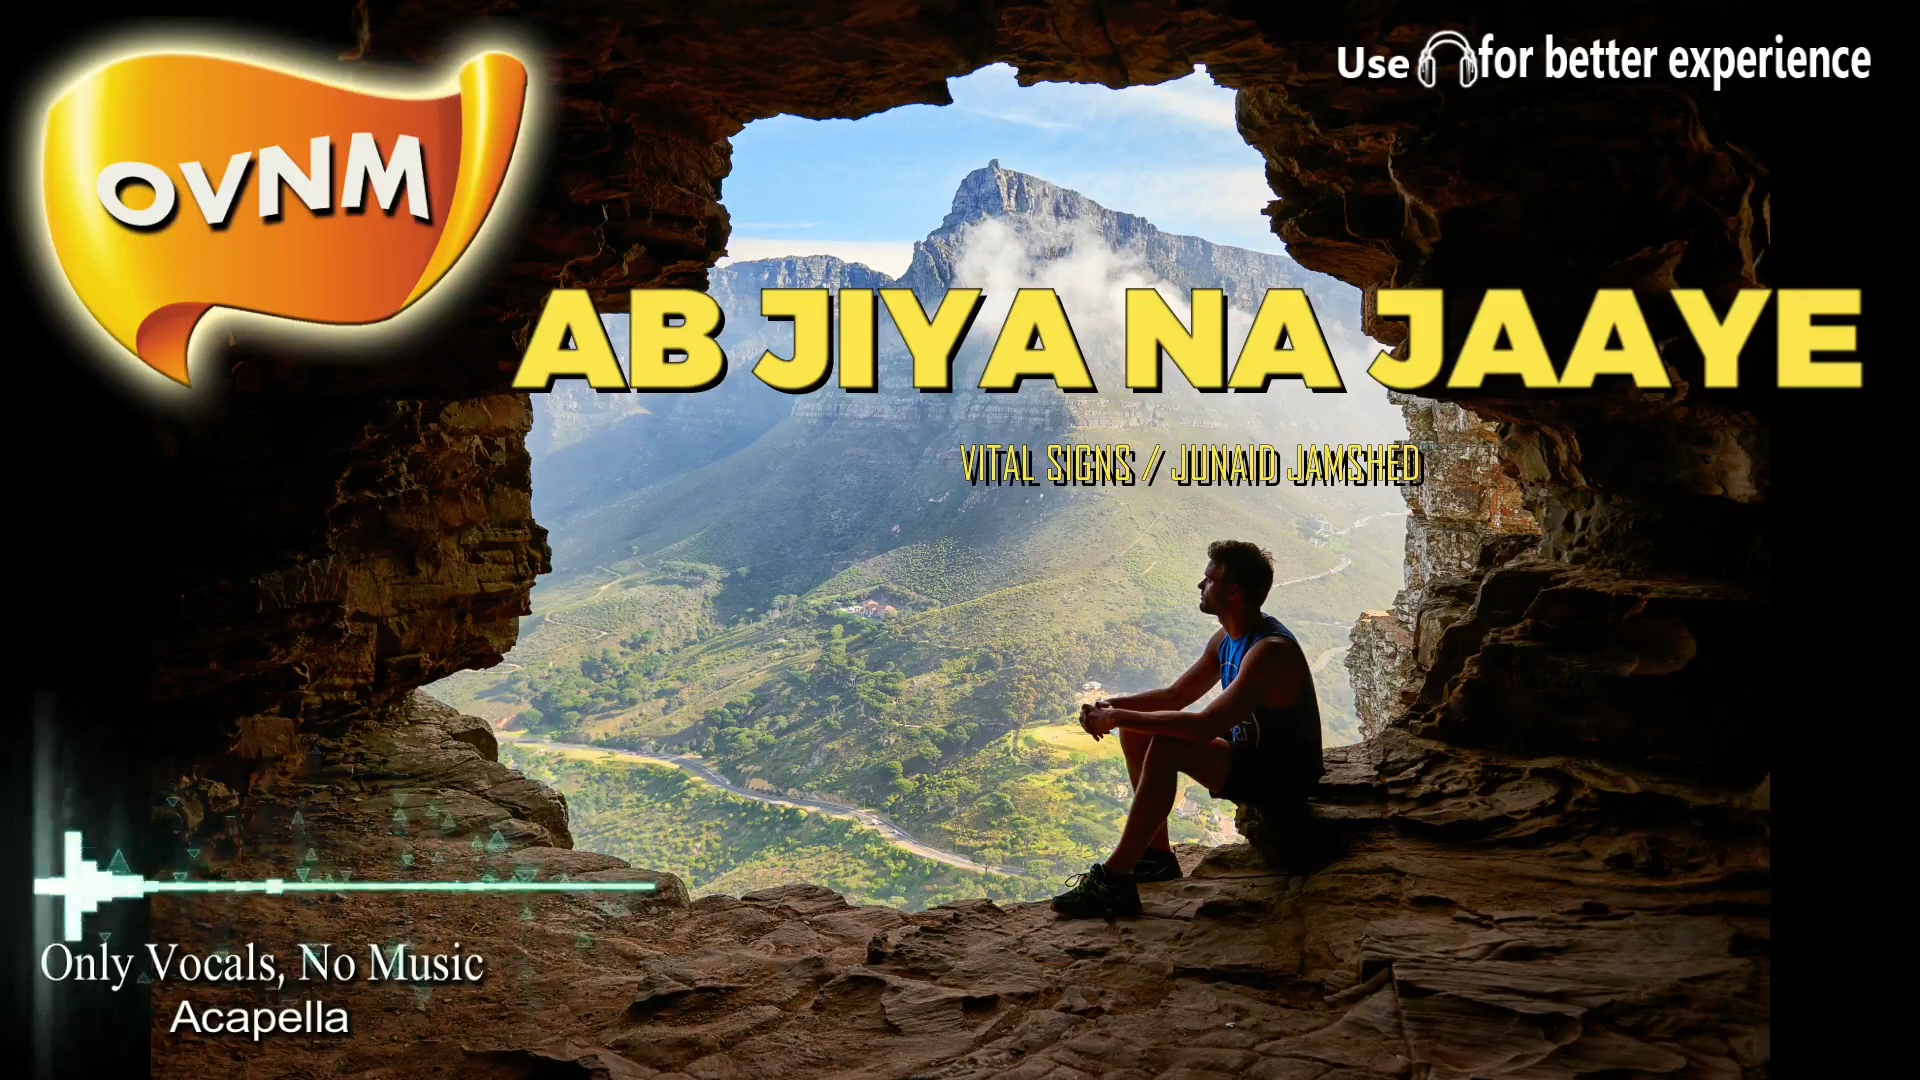 OVNM
Use for better experience
AB JIYA NA JAAYE
VITAL SIGNS / JUNAID JAMSHED
Only Vocals, No Music
Acapella